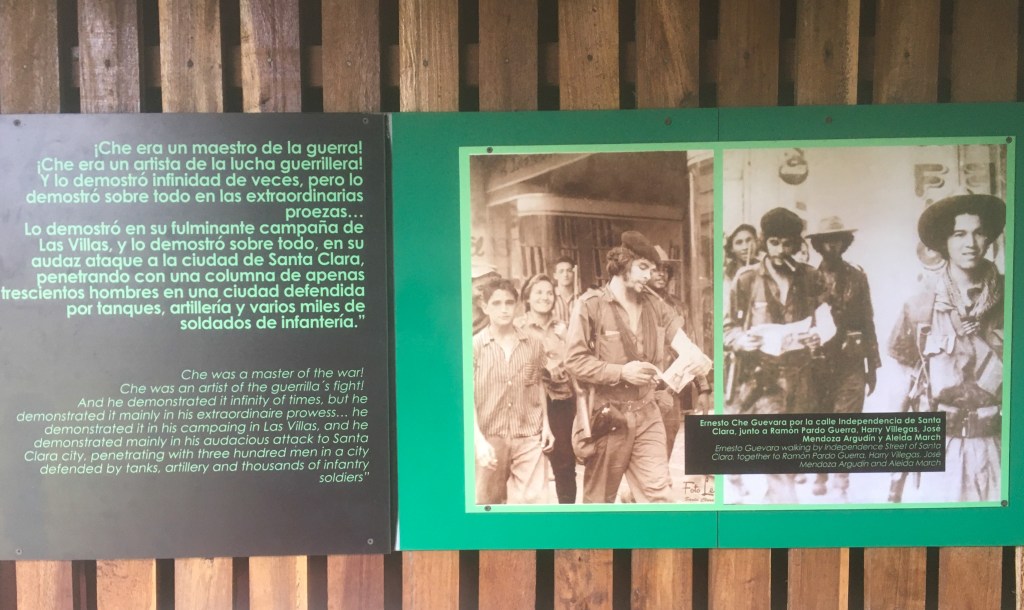 ¡Che era un maestro de la guerra!
¡Che era un artista de la lucha guerrillera!
Y lo demostró infinidad de veces, pero lo
demostró sobre todo en las extraordinarias
proezas...
Lo demostró en su fulminante campaña de
Las Villas, y lo demostró sobre todo, en su
audaz ataque a la ciudad de Santa Clara,
penetrando con una columna de apenas
trescientos hombres en una ciudad defendida
por tanques, artillería y varios miles de
soldados de infantería."
Che was a master of the war!
Che was an artist of the guerrilla´s fight!
And he demonstrated it infinity of times, but he
demonstrated it mainly in his extraordinaire prowess... he
demonstrated it in his campaing in Las Villas, and he
demonstrated mainly in his audacious attack to Santa
Clara city, penetrating with three hundred men in a city
defended by tanks, artillery and thousands of infantry
soldiers"
Ernesto Che Guevara por la calle Independencia de Santa
Clara, junto a Ramón Pardo Guerra, Harry Villegas, José
Mendoza Argudín y Aleida March
Ernesto Guevara walking by Independence Street of Santa
Clara, together to Ramón Pardo Guerra, Harry Villegas, José
Mendoza Argudín and Aleida March
Foto